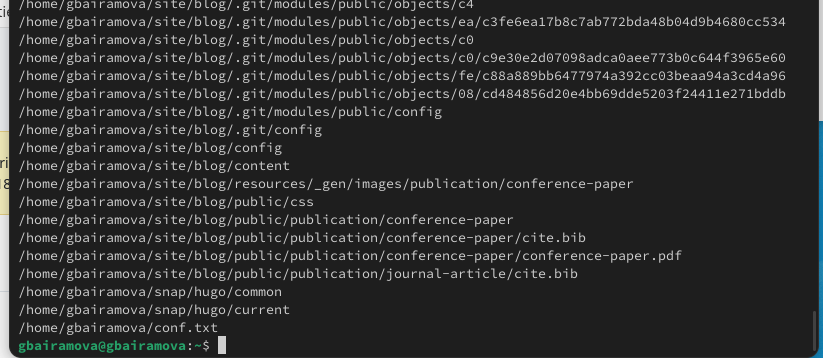 /home/gbairamova/site/blog/.git/modules/public/objects/c4
/home/gbairamova/site/blog/.git/modules/public/objects/ea/c3fe6ea17b8c7ab772bda48b04d9b4680cc534
/home/gbairamova/site/blog/.git/modules/public/objects/c0
/home/gbairamova/site/blog/.git/modules/public/objects/c0/c9e30e2d07098adca0aee773b0c644f3965e60
/home/gbairamova/site/blog/.git/modules/public/objects/fe/c88a889bb6477974a392cc03beaa94a3cd4a96
/home/gbairamova/site/blog/.git/modules/public/objects/08/cd484856d20e4bb69dde5203f24411e271bddb
/home/gbairamova/site/blog/.git/modules/public/config
/home/gbairamova/site/blog/.git/config
/home/gbairamova/site/blog/config
/home/gbairamova/site/blog/content
/home/gbairamova/site/blog/resources/_gen/images/publication/conference-paper
/home/gbairamova/site/blog/public/css
/home/gbairamova/site/blog/public/publication/conference-paper
/home/gbairamova/site/blog/public/publication/conference-paper/cite.bib
/home/gbairamova/site/blog/public/publication/conference-paper/conference-paper.pdf
/home/gbairamova/site/blog/public/publication/journal-article/cite.bib
/home/gbairamova/snap/hugo/common
/home/gbairamova/snap/hugo/current
/home/gbairamova/conf.txt
gbairamova@gbairamova:~$